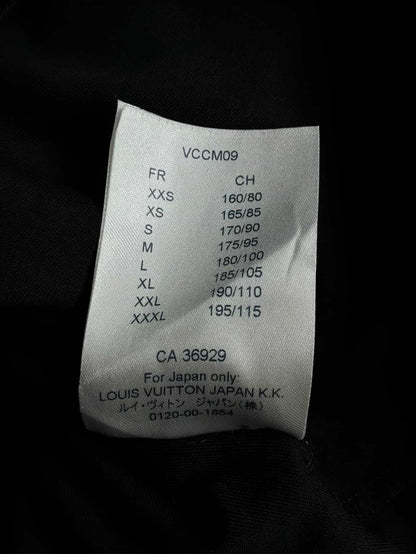 VCCM09
FR CH
XXS 160/80
XS 165/85
S 170/90
M 175/95
L 180/100
XL 185/105
XXL 190/110
XXXL 195/115
CA 36929
For Japan only:
LOUIS VUITTON JAPAN K.K.
ルイ・ヴィトン ジャパン(株)
0120-00-1854